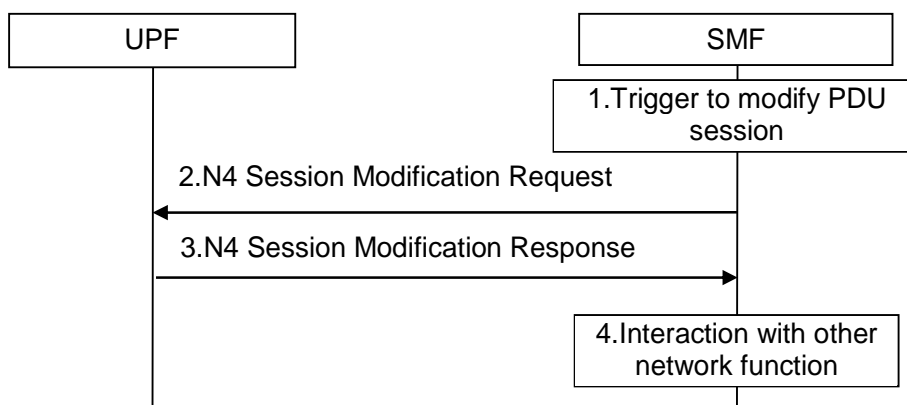 UPF
SMF
1.Trigger to modify PDU
session
2.N4 Session Modification Request
3.N4 Session Modification Response
4.Interaction with other
network function